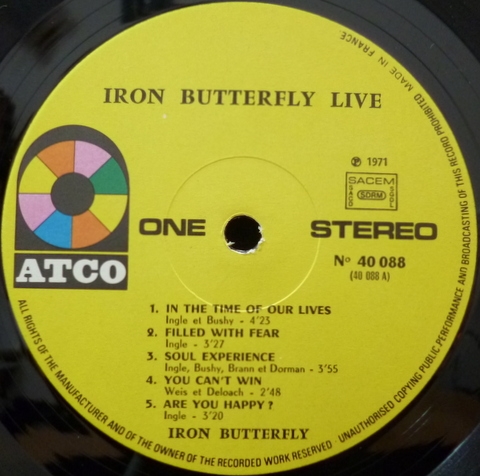 IRON BUTTERFLY LIVE
MADE IN FRANCE.
℗ 1971
SACEM
SDRM
ATCO
ONE
STEREO
Nº 40 088
(40 088 A)
1. IN THE TIME OF OUR LIVES
Ingle et Bushy - 4'23
2. FILLED WITH FEAR
Ingle - 3'27
3. SOUL EXPERIENCE
Ingle, Bushy, Brann et Dorman - 3'55
4. YOU CAN'T WIN
Weis et Deloach - 2'48
5. ARE YOU HAPPY ?
Ingle - 3'20
IRON BUTTERFLY
ALL RIGHTS OF THE MANUFACTURER AND OF THE OWNER OF THE RECORDED WORK RESERVED UNAUTHORISED COPYING PUBLIC PERFORMANCE AND BROADCASTING OF THIS RECORD PROHIBITED